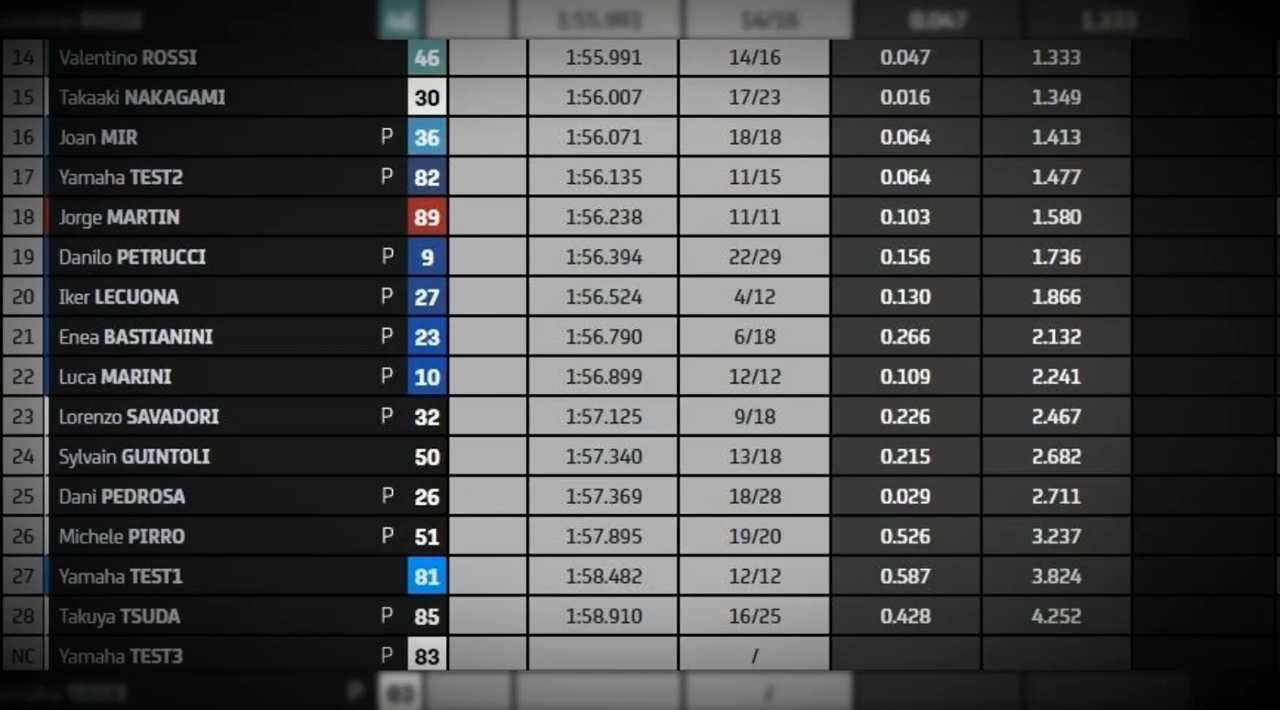 14 Valentino ROSSI 46 1:55.991 14/16 0.047 1.333
15 Takaaki NAKAGAMI 30 1:56.007 17/23 0.016 1.349
16 Joan MIR P 36 1:56.071 18/18 0.064 1.413
17 Yamaha TEST2 P 82 1:56.135 11/15 0.064 1.477
18 Jorge MARTIN 89 1:56.238 11/11 0.103 1.580
19 Danilo PETRUCCI P 9 1:56.394 22/29 0.156 1.736
20 Iker LECUONA P 27 1:56.524 4/12 0.130 1.866
21 Enea BASTIANINI P 23 1:56.790 6/18 0.266 2.132
22 Luca MARINI P 10 1:56.899 12/12 0.109 2.241
23 Lorenzo SAVADORI P 32 1:57.125 9/18 0.226 2.467
24 Sylvain GUINTOLI 50 1:57.340 13/18 0.215 2.682
25 Dani PEDROSA P 26 1:57.369 18/28 0.029 2.711
26 Michele PIRRO P 51 1:57.895 19/20 0.526 3.237
27 Yamaha TEST1 81 1:58.482 12/12 0.587 3.824
28 Takuya TSUDA P 85 1:58.910 16/25 0.428 4.252
NC Yamaha TEST3 P 83 /